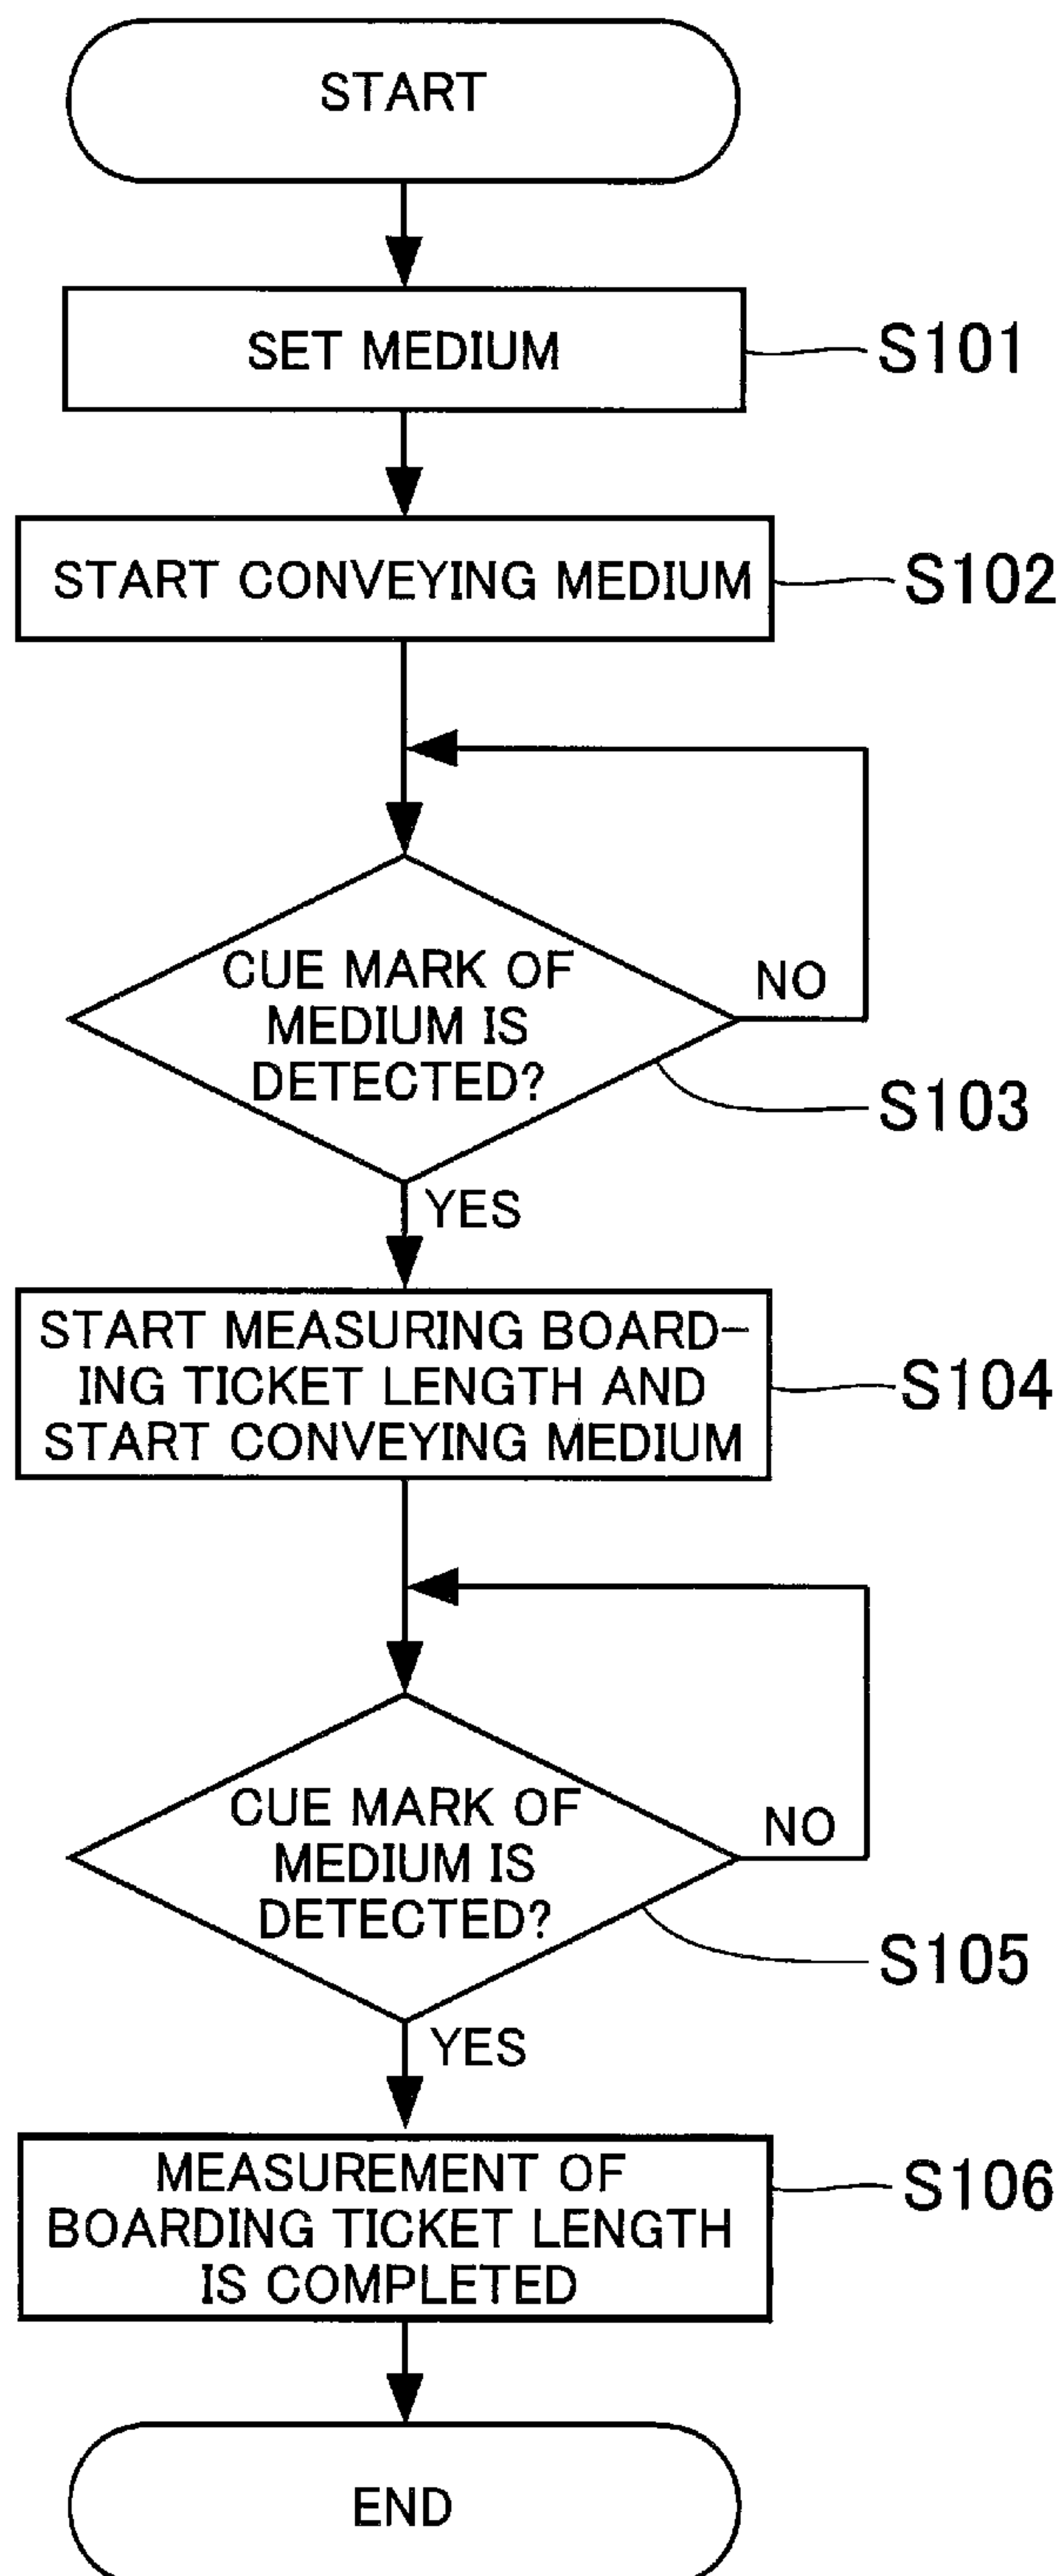 START
SET MEDIUM
S101
START CONVEYING MEDIUM
S102
CUE MARK OF
MEDIUM IS
DETECTED?
NO
S103
YES
START MEASURING BOARD-
ING TICKET LENGTH AND
START CONVEYING MEDIUM
S104
CUE MARK OF
MEDIUM IS
DETECTED?
NO
S105
YES
MEASUREMENT OF
BOARDING TICKET LENGTH
IS COMPLETED
S106
END